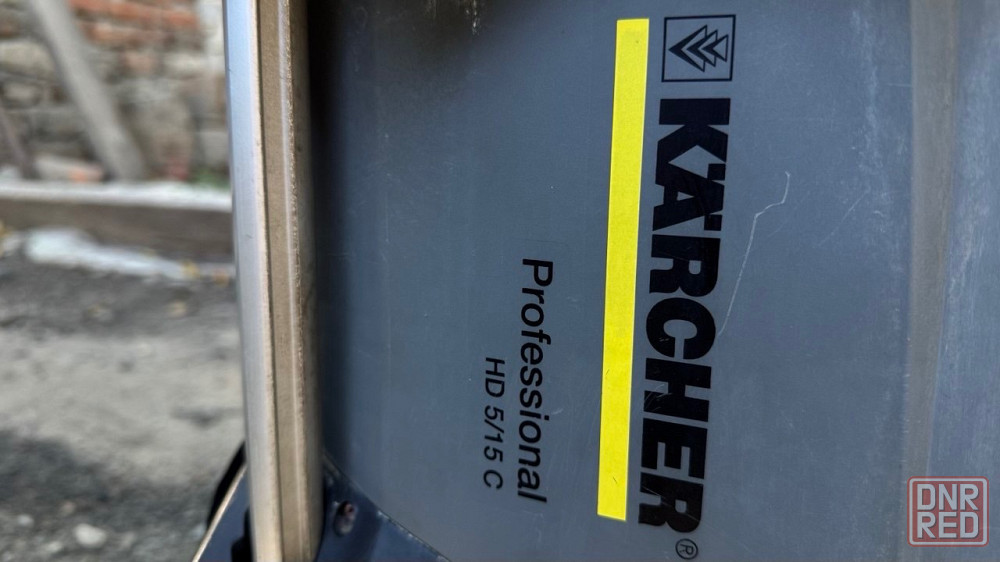 KÄRCHER®
Professional
HD 5/15 C
DNR
RED